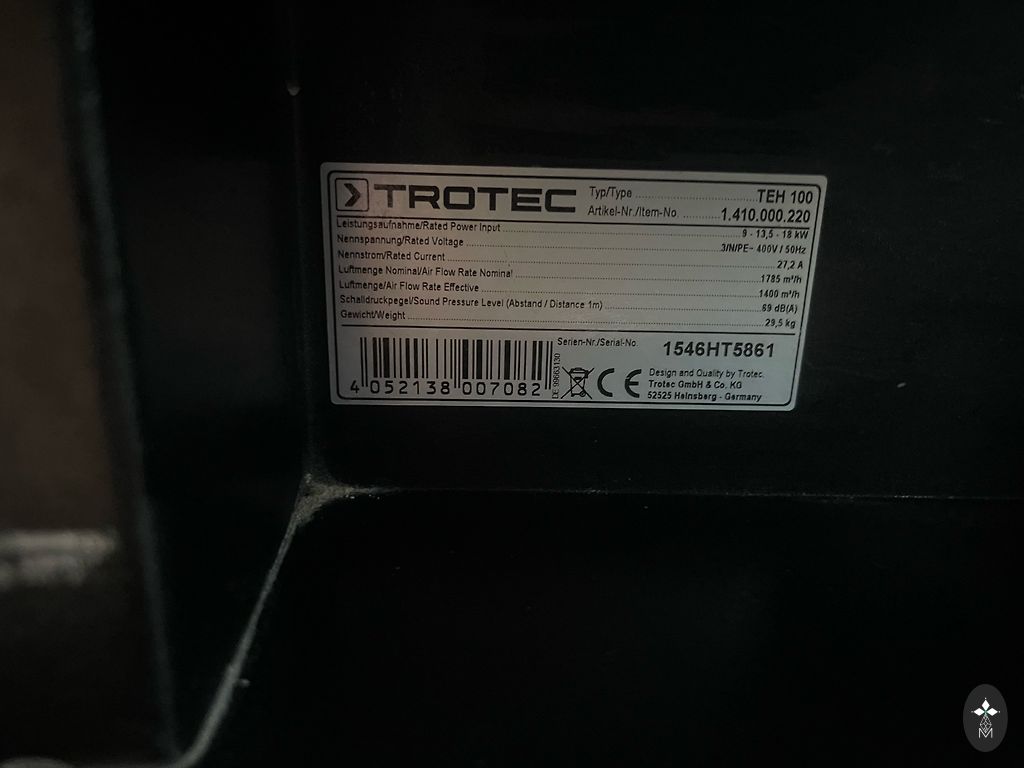 TROTEC
Typ/Type TEH 100
Artikel-Nr./Item-No. 1.410.000.220
Leistungsaufnahme/Rated Power Input 9 - 13,5 - 18 kW
Nennspannung/Rated Voltage 3/N/PE~ 400V / 50Hz
Nennstrom/Rated Current 27,2 A
Luftmenge Nominal/Air Flow Rate Nominal 1785 m³/h
Luftmenge/Air Flow Rate Effective 1400 m³/h
Schalldruckpegel/Sound Pressure Level (Abstand / Distance 1m) 69 dB(A)
Gewicht/Weight 29,5 kg
Serien-Nr./Serial-No. 1546HT5861
4 052138 007082
DE 99663130
CE
Design and Quality by Trotec.
Trotec GmbH & Co. KG
52525 Heinsberg - Germany
M